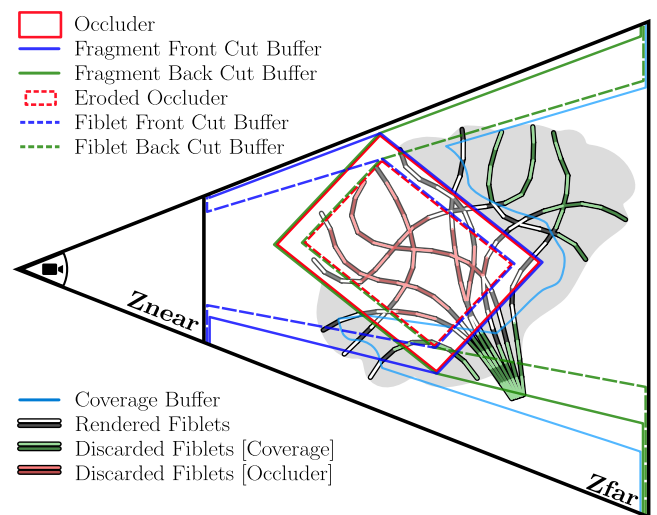 Occluder
Fragment Front Cut Buffer
Fragment Back Cut Buffer
Eroded Occluder
Fiblet Front Cut Buffer
Fiblet Back Cut Buffer
Znear
Coverage Buffer
Rendered Fiblets
Discarded Fiblets [Coverage]
Discarded Fiblets [Occluder]
Zfar